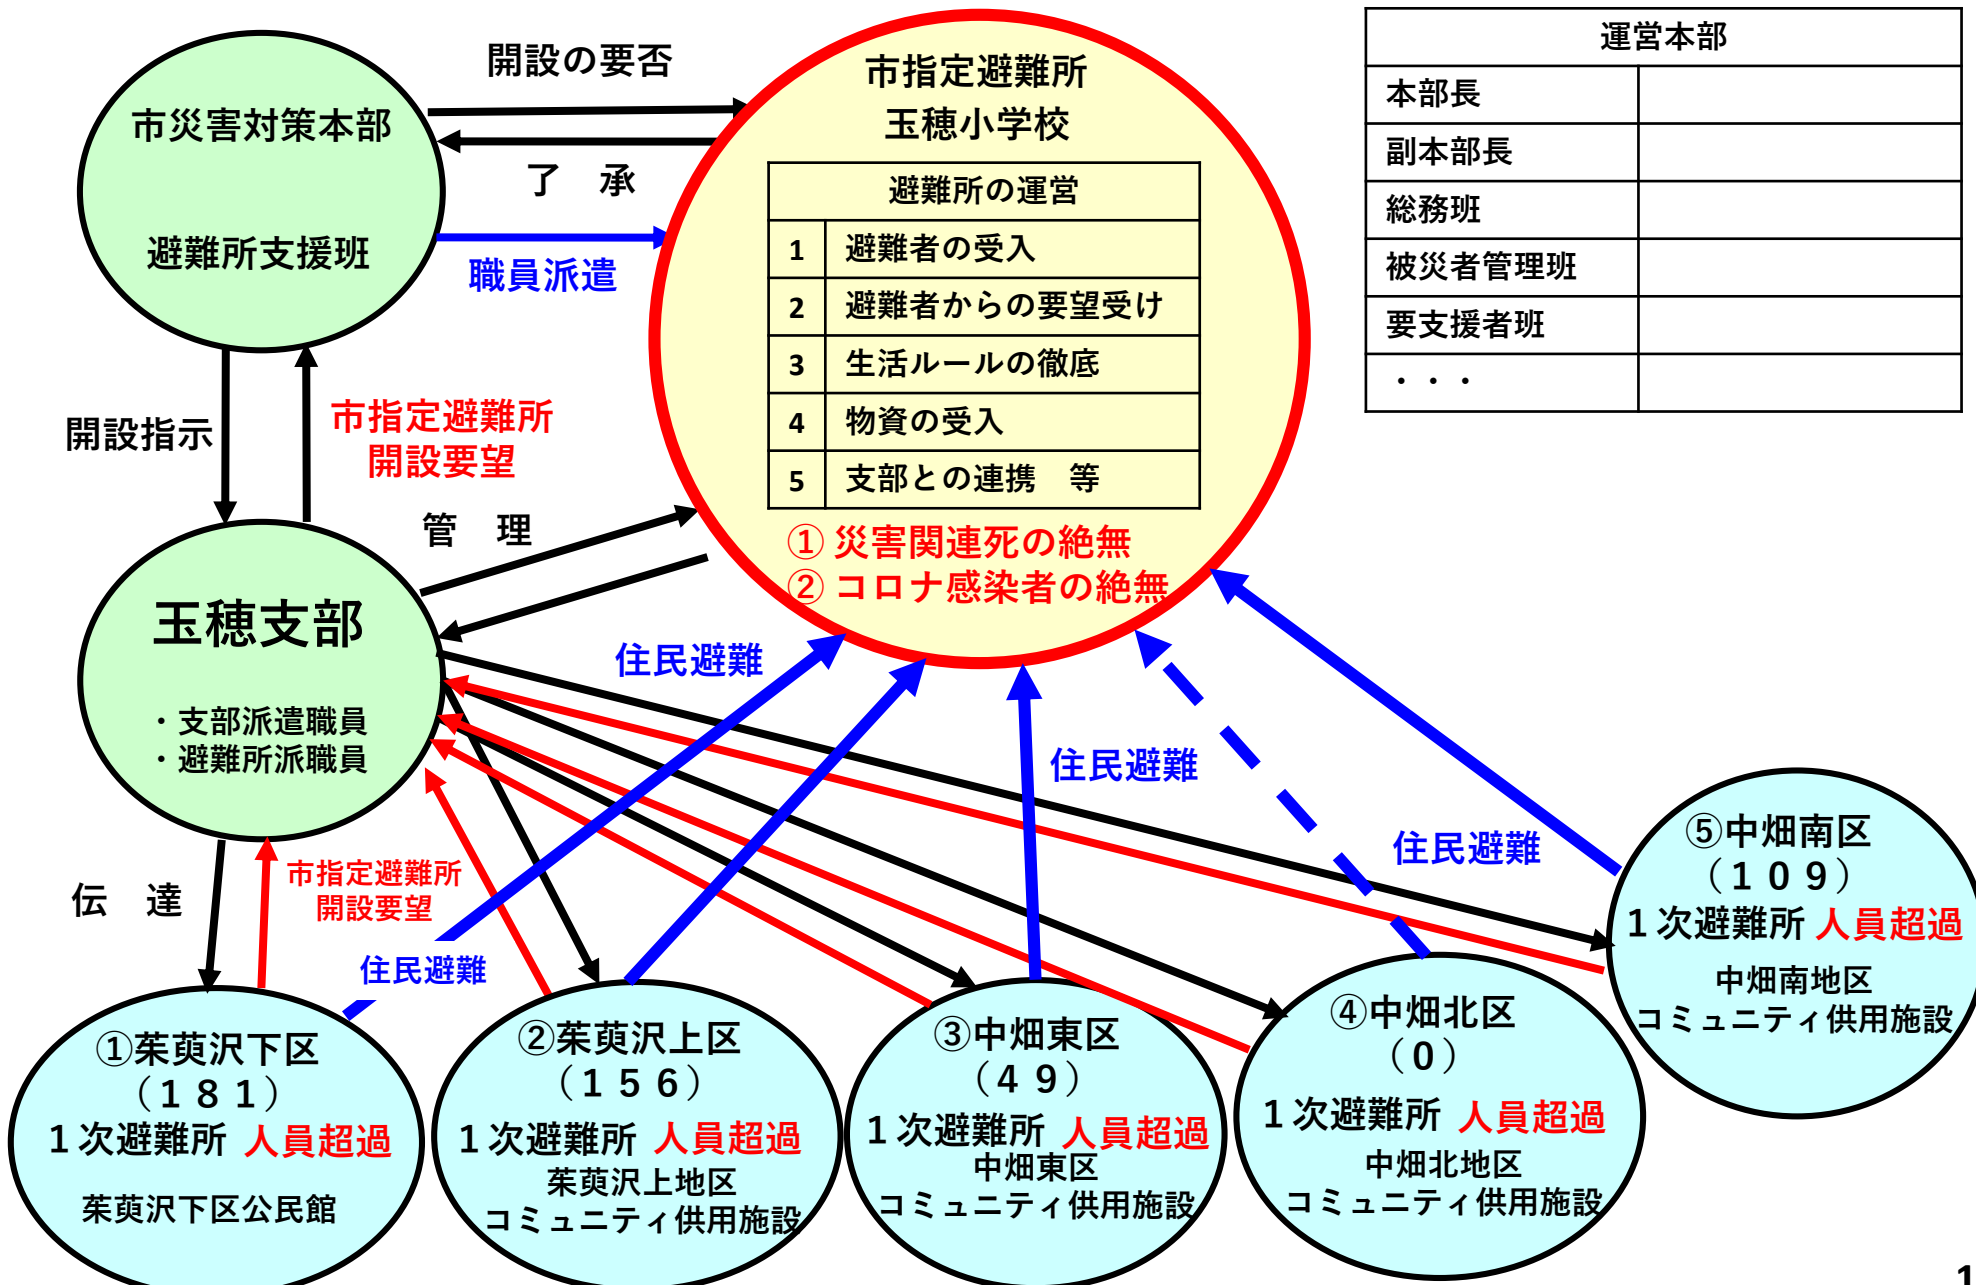 開設の要否
市災害対策本部
避難所支援班
了　承
職員派遣
市指定避難所
玉穂小学校
避難所の運営
1 避難者の受入
2 避難者からの要望受け
3 生活ルールの徹底
4 物資の受入
5 支部との連携　等
①災害関連死の絶無
②コロナ感染者の絶無
運営本部
本部長
副本部長
総務班
被災者管理班
要支援者班
・・・
開設指示
市指定避難所
開設要望
管　理
玉穂支部
・支部派遣職員
・避難所派職員
住民避難
住民避難
住民避難
伝　達
市指定避難所
開設要望
住民避難
①茱萸沢下区
（１８１）
１次避難所 人員超過
茱萸沢下区公民館
②茱萸沢上区
（１５６）
１次避難所 人員超過
茱萸沢上地区
コミュニティ供用施設
③中畑東区
（４９）
１次避難所 人員超過
中畑東区
コミュニティ供用施設
④中畑北区
（０）
１次避難所 人員超過
中畑北地区
コミュニティ供用施設
⑤中畑南区
（１０９）
１次避難所 人員超過
中畑南地区
コミュニティ供用施設
1